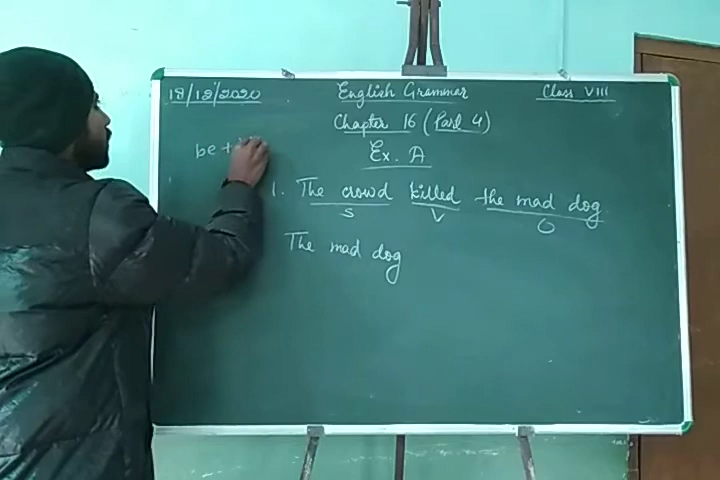 18/12/2020 English Grammar Class VIII
Chapter 16 (Part 4)
Ex. A
be +
1. The crowd killed the mad dog
S V O
The mad dog